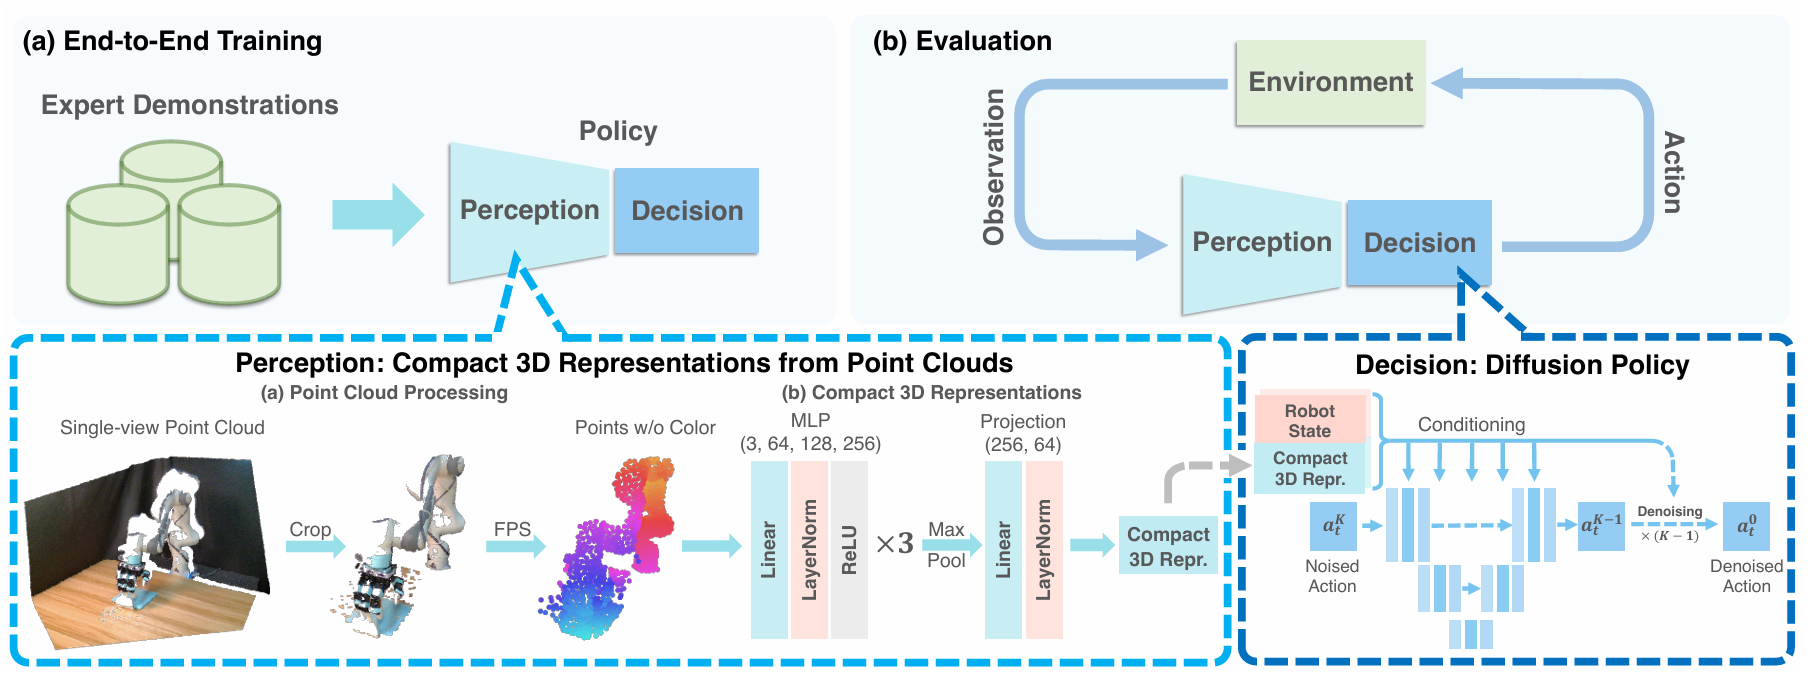 (a) End-to-End Training
Expert Demonstrations
Policy
Perception
Decision
(b) Evaluation
Environment
Observation
Action
Perception
Decision
Perception: Compact 3D Representations from Point Clouds
(a) Point Cloud Processing
(b) Compact 3D Representations
Single-view Point Cloud
Crop
FPS
Points w/o Color
MLP
(3, 64, 128, 256)
Linear
LayerNorm
ReLU
×3
Max
Pool
Projection
(256, 64)
Linear
LayerNorm
Compact
3D Repr.
Decision: Diffusion Policy
Robot
State
Compact
3D Repr.
Conditioning
$a_t^K$
Noised
Action
$a_t^{K-1}$
Denoising
× (K − 1)
$a_t^0$
Denoised
Action